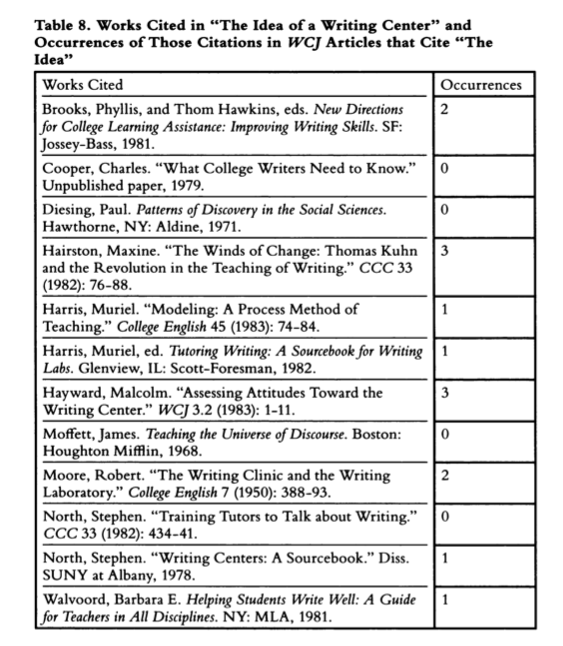 Table 8. Works Cited in “The Idea of a Writing Center” and
Occurrences of Those Citations in WCJ Articles that Cite “The
Idea”
Works Cited Occurrences
Brooks, Phyllis, and Thom Hawkins, eds. New Directions 2
for College Learning Assistance: Improving Writing Skills. SF:
Jossey-Bass, 1981.
Cooper, Charles. “What College Writers Need to Know.” 0
Unpublished paper, 1979.
Diesing, Paul. Patterns of Discovery in the Social Sciences. 0
Hawthorne, NY: Aldine, 1971.
Hairston, Maxine. “The Winds of Change: Thomas Kuhn 3
and the Revolution in the Teaching of Writing.” CCC 33
(1982): 76-88.
Harris, Muriel. “Modeling: A Process Method of 1
Teaching.” College English 45 (1983): 74-84.
Harris, Muriel, ed. Tutoring Writing: A Sourcebook for Writing 1
Labs. Glenview, IL: Scott-Foresman, 1982.
Hayward, Malcolm. “Assessing Attitudes Toward the 3
Writing Center.” WCJ 3.2 (1983): 1-11.
Moffett, James. Teaching the Universe of Discourse. Boston: 0
Houghton Mifflin, 1968.
Moore, Robert. “The Writing Clinic and the Writing 2
Laboratory.” College English 7 (1950): 388-93.
North, Stephen. “Training Tutors to Talk about Writing.” 0
CCC 33 (1982): 434-41.
North, Stephen. “Writing Centers: A Sourcebook.” Diss. 1
SUNY at Albany, 1978.
Walvoord, Barbara E. Helping Students Write Well: A Guide 1
for Teachers in All Disciplines. NY: MLA, 1981.